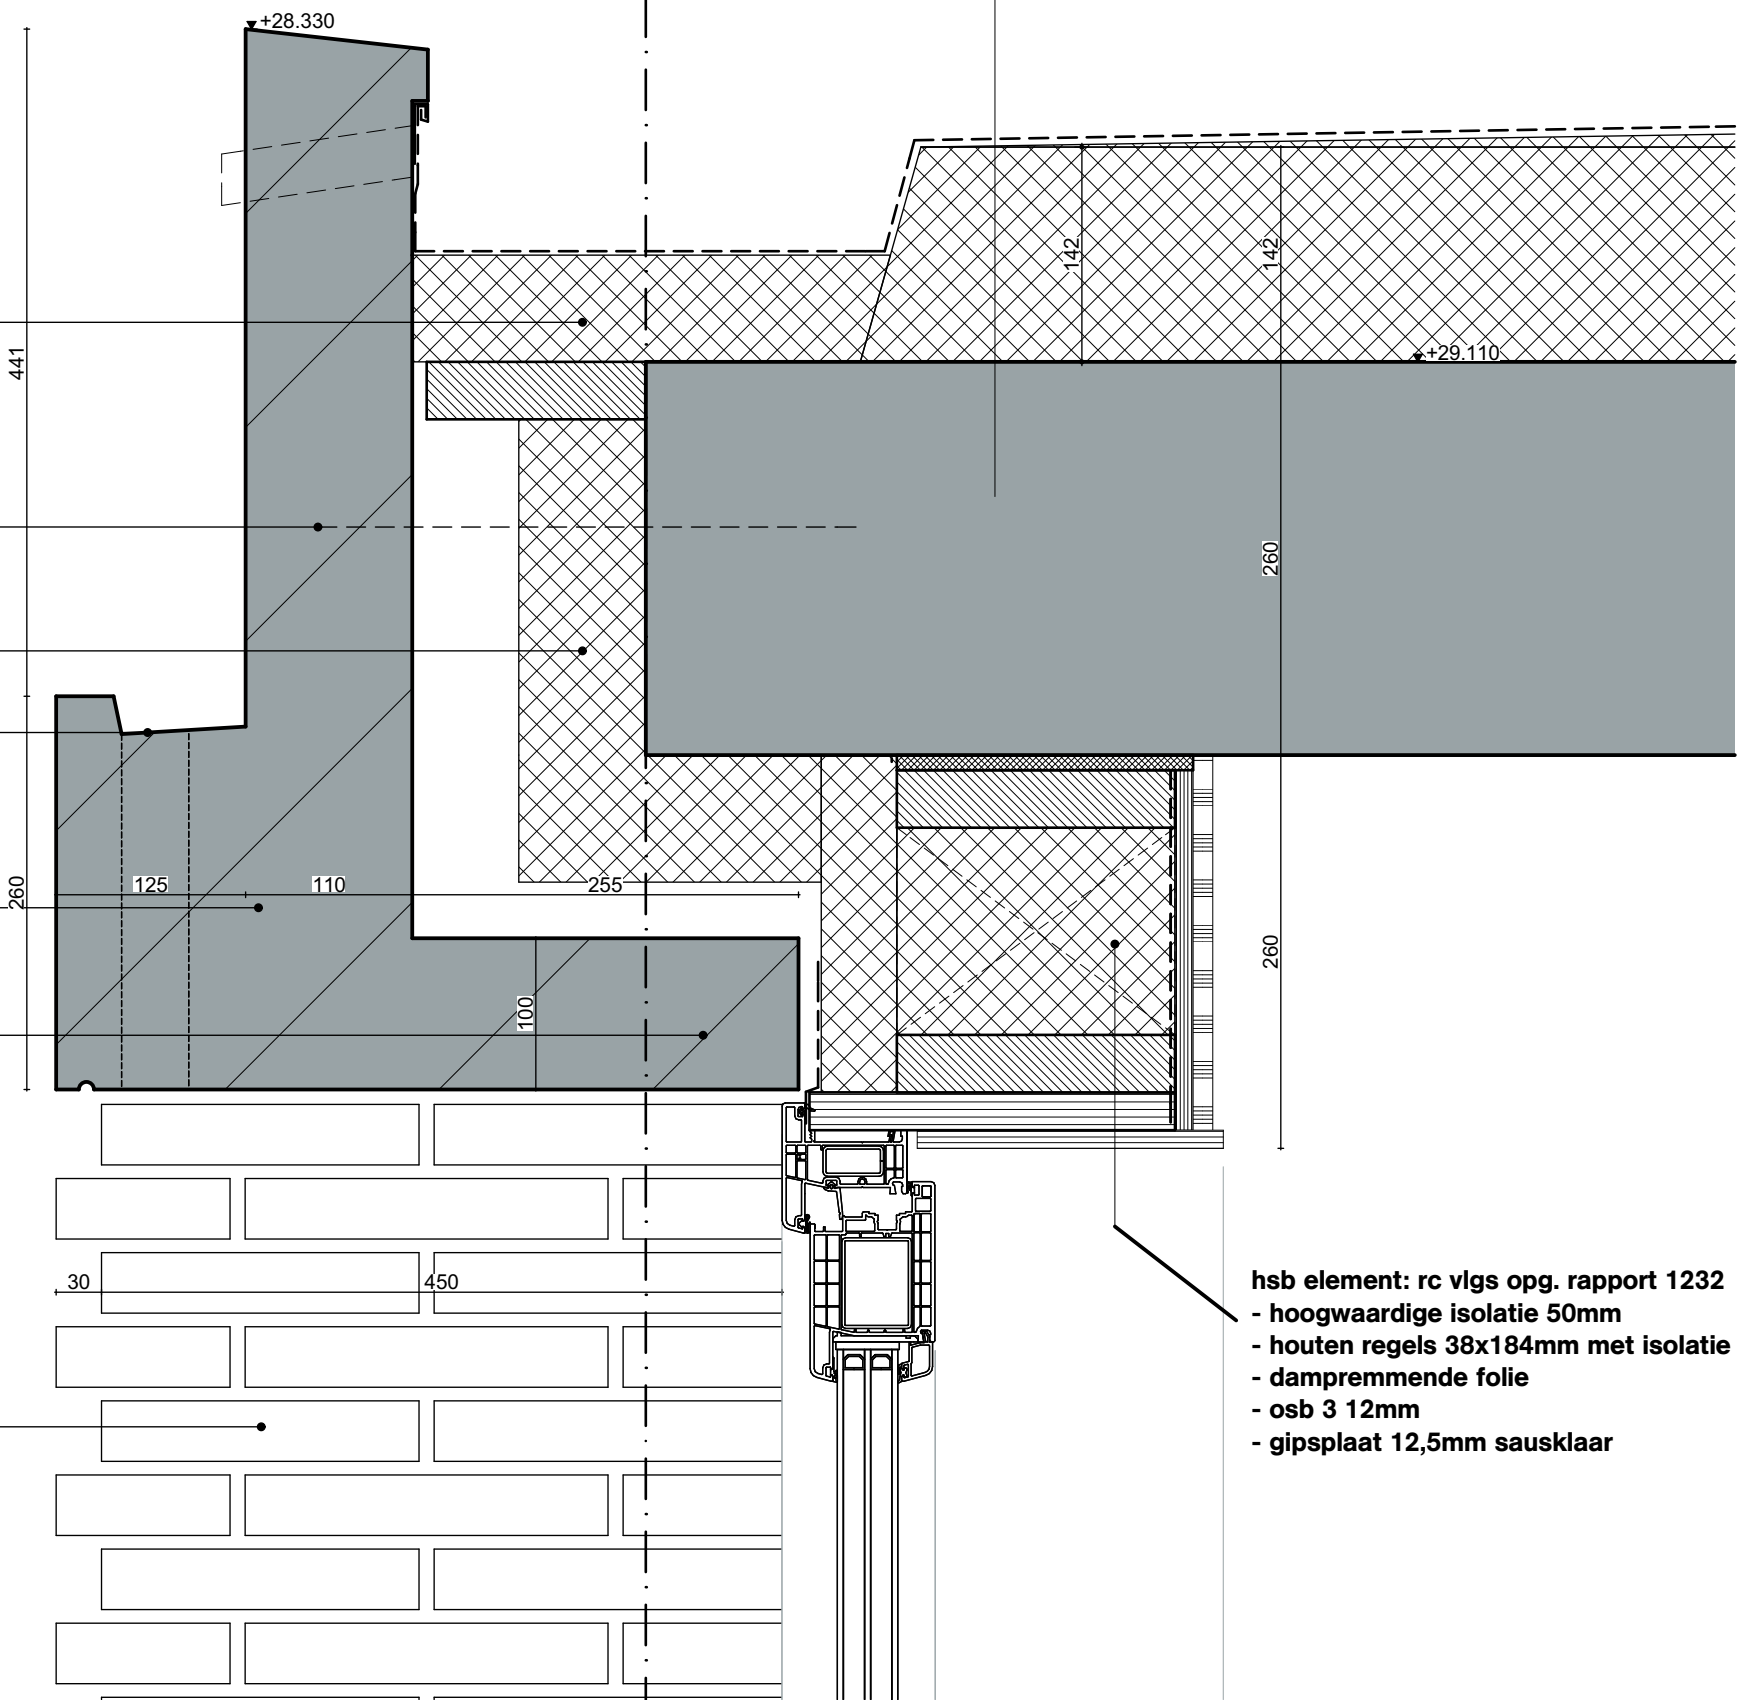 +28.330
142
142
441
+29.110
260
260
125
110
255
260
100
30
450
hsb element: rc vlgs opg. rapport 1232
- hoogwaardige isolatie 50mm
- houten regels 38x184mm met isolatie
- dampremmende folie
- osb 3 12mm
- gipsplaat 12,5mm sausklaar